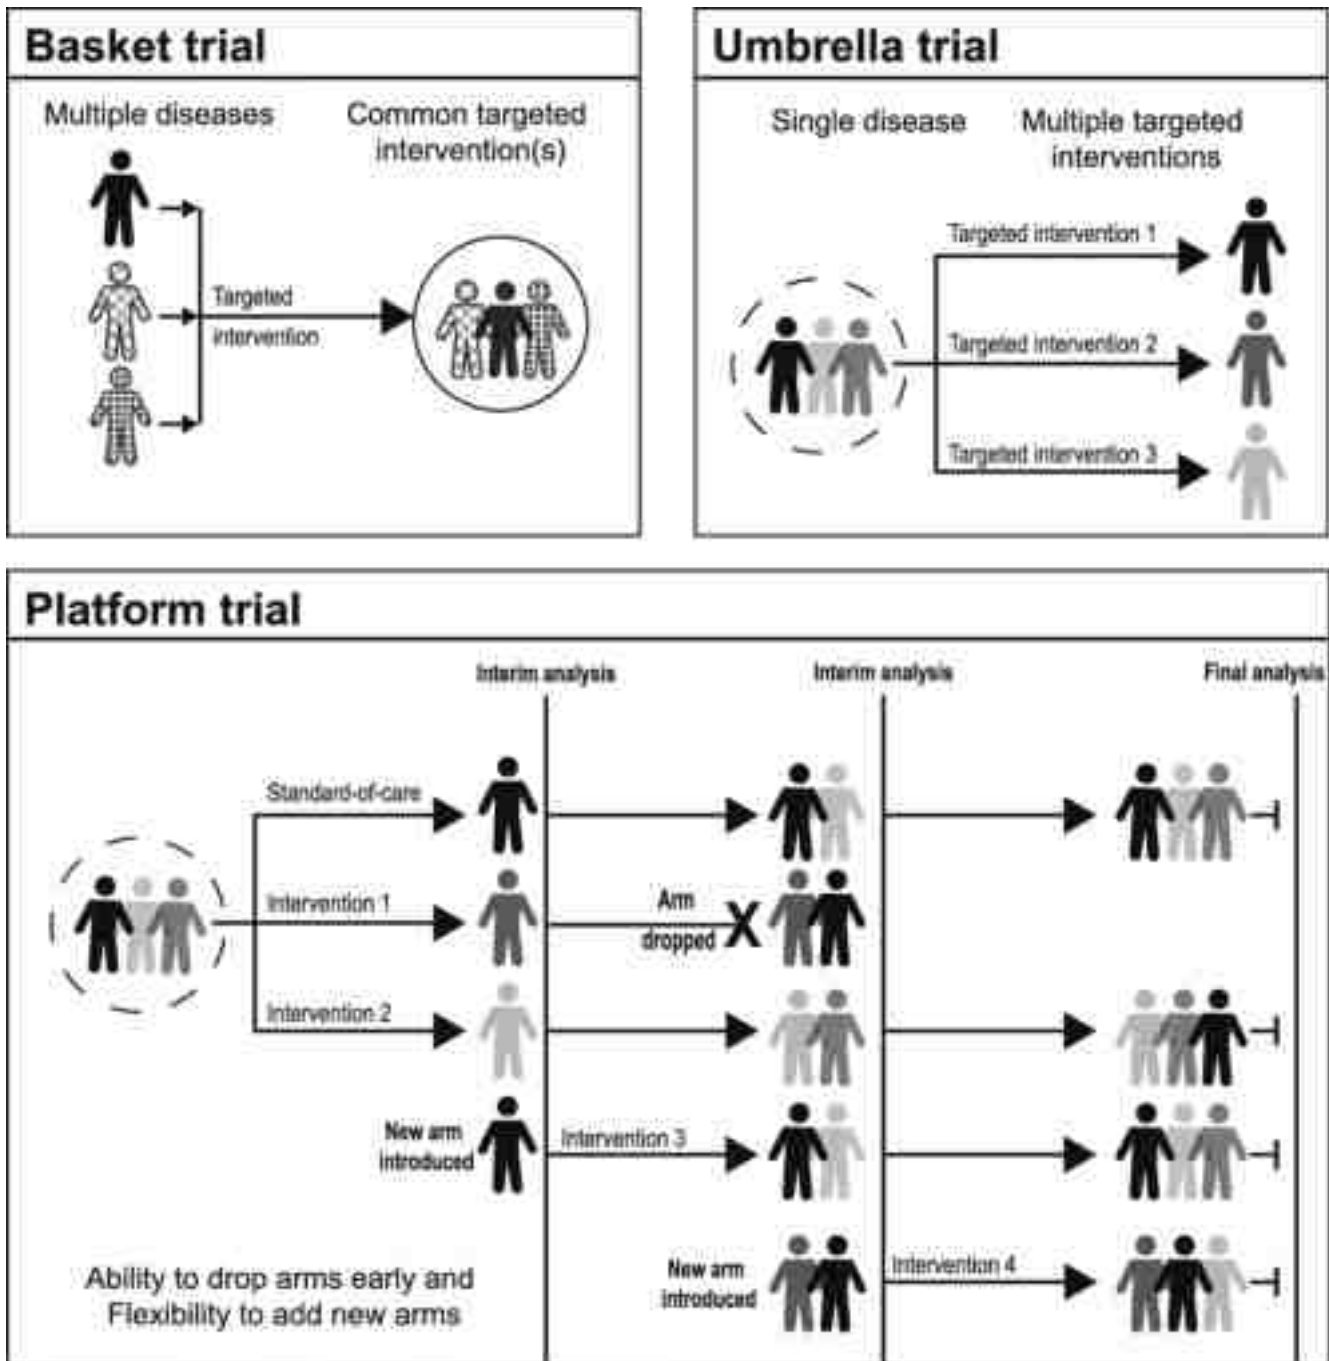 Basket trial
Multiple diseases
Common targeted
intervention(s)
Targeted
intervention
Umbrella trial
Single disease
Multiple targeted
interventions
Targeted intervention 1
Targeted intervention 2
Targeted intervention 3
Platform trial
Interim analysis
Interim analysis
Final analysis
Standard-of-care
Intervention 1
Arm
dropped
X
Intervention 2
New arm
introduced
Intervention 3
New arm
introduced
Intervention 4
Ability to drop arms early and
Flexibility to add new arms